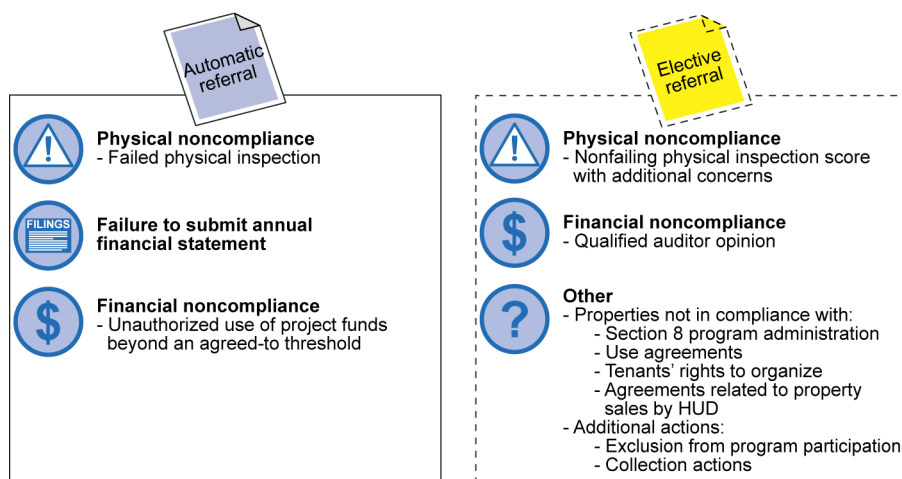 Automatic
referral
Physical noncompliance
- Failed physical inspection
FILINGS
Failure to submit annual
financial statement
$
Financial noncompliance
- Unauthorized use of project funds
beyond an agreed-to threshold
Elective
referral
Physical noncompliance
- Nonfailing physical inspection score
with additional concerns
$
Financial noncompliance
- Qualified auditor opinion
?
Other
- Properties not in compliance with:
- Section 8 program administration
- Use agreements
- Tenants' rights to organize
- Agreements related to property
sales by HUD
- Additional actions:
- Exclusion from program participation
- Collection actions